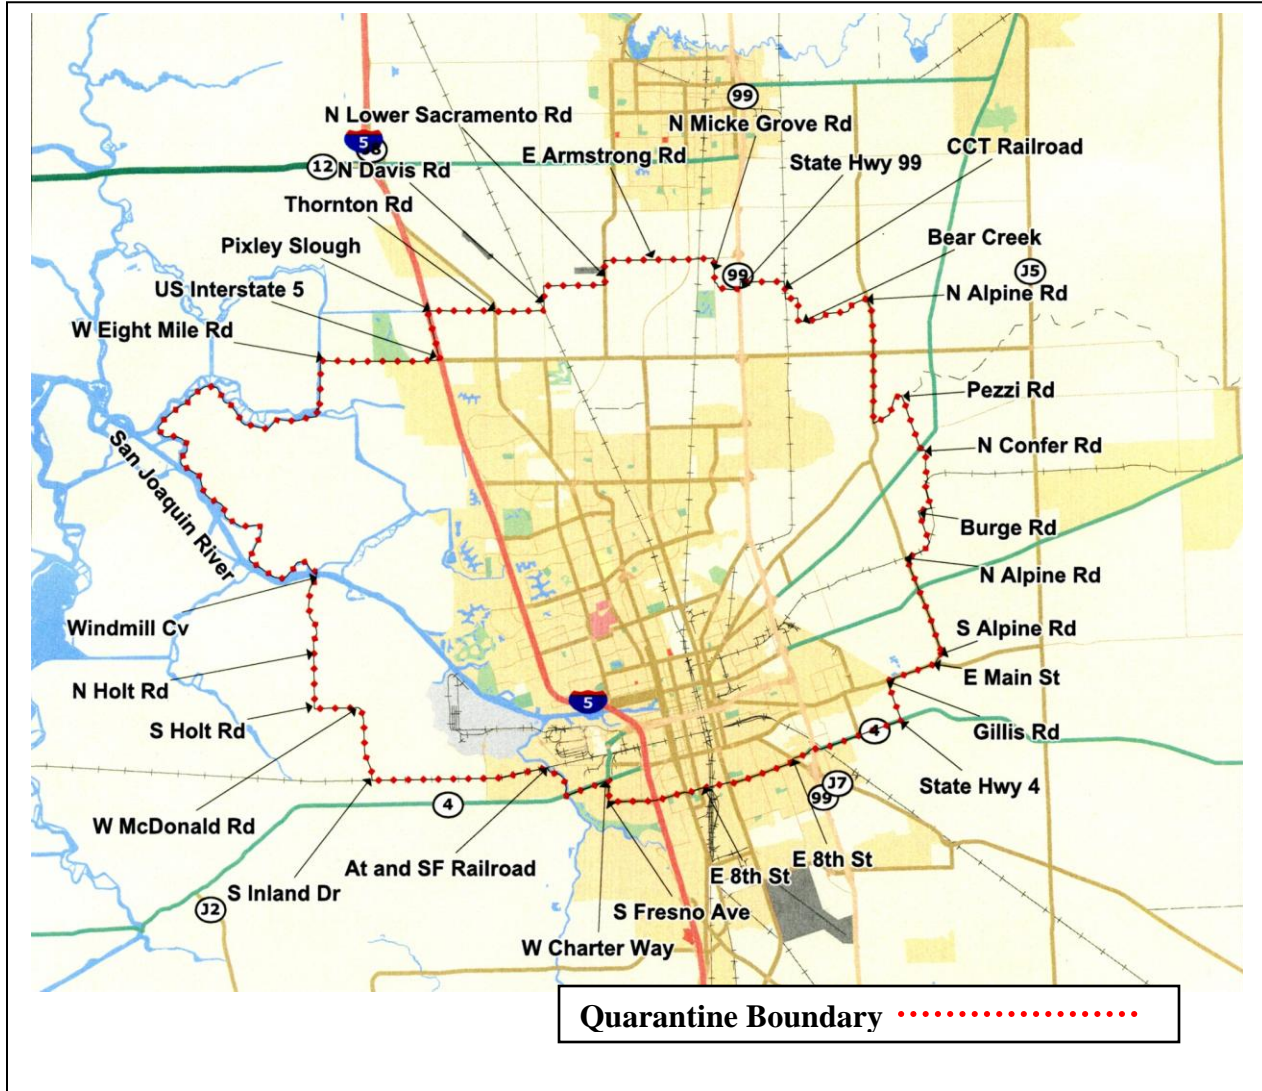 99
N Lower Sacramento Rd
N Micke Grove Rd
5
CCT Railroad
E Armstrong Rd
12
N Davis Rd
State Hwy 99
Thornton Rd
Pixley Slough
Bear Creek
99
J5
US Interstate 5
N Alpine Rd
W Eight Mile Rd
Pezzi Rd
San Joaquin River
N Confer Rd
Burge Rd
N Alpine Rd
Windmill Cv
S Alpine Rd
N Holt Rd
E Main St
S Holt Rd
5
4
Gillis Rd
State Hwy 4
J7
99
4
W McDonald Rd
At and SF Railroad
E 8th St
E 8th St
S Inland Dr
J2
S Fresno Ave
W Charter Way
Quarantine Boundary